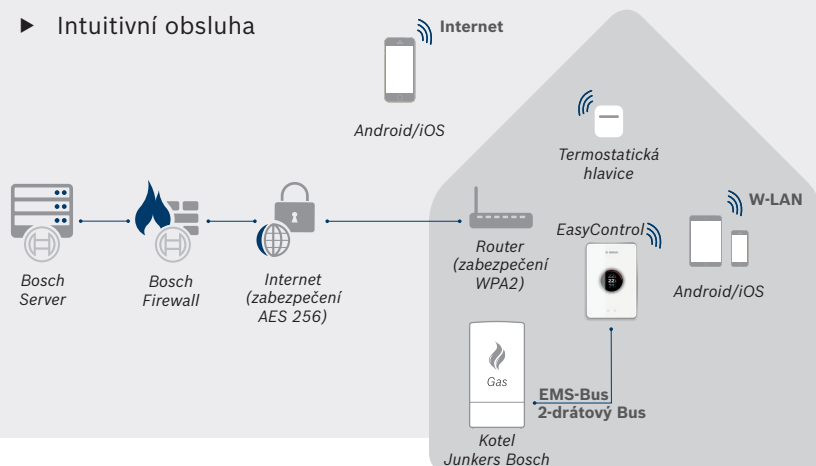 ► Intuitivní obsluha
Internet
Android/iOS
Termostatická
hlavice
Bosch
Server
Bosch
Firewall
Internet
(zabezpečení
AES 256)
Router
(zabezpečení
WPA2)
EasyControl
W-LAN
Android/iOS
Gas
EMS-Bus
2-drátový Bus
Kotel
Junkers Bosch